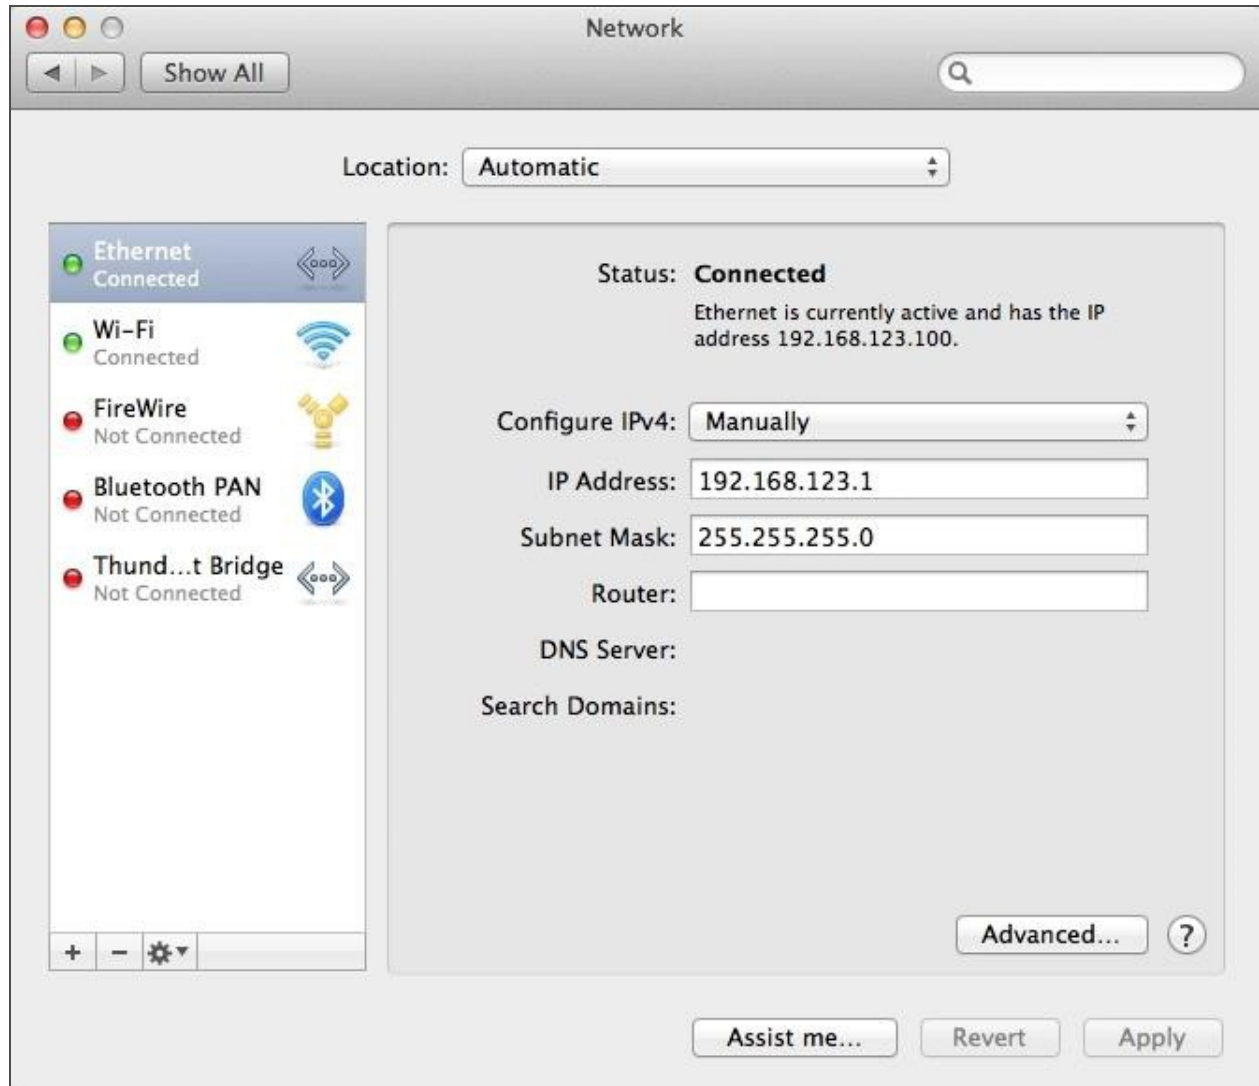 Network
Show All
Location: Automatic
Ethernet
Connected
Wi-Fi
Connected
FireWire
Not Connected
Bluetooth PAN
Not Connected
Thund...t Bridge
Not Connected
Status: Connected
Ethernet is currently active and has the IP
address 192.168.123.100.
Configure IPv4: Manually
IP Address: 192.168.123.1
Subnet Mask: 255.255.255.0
Router:
DNS Server:
Search Domains:
Advanced... ?
Assist me... Revert Apply